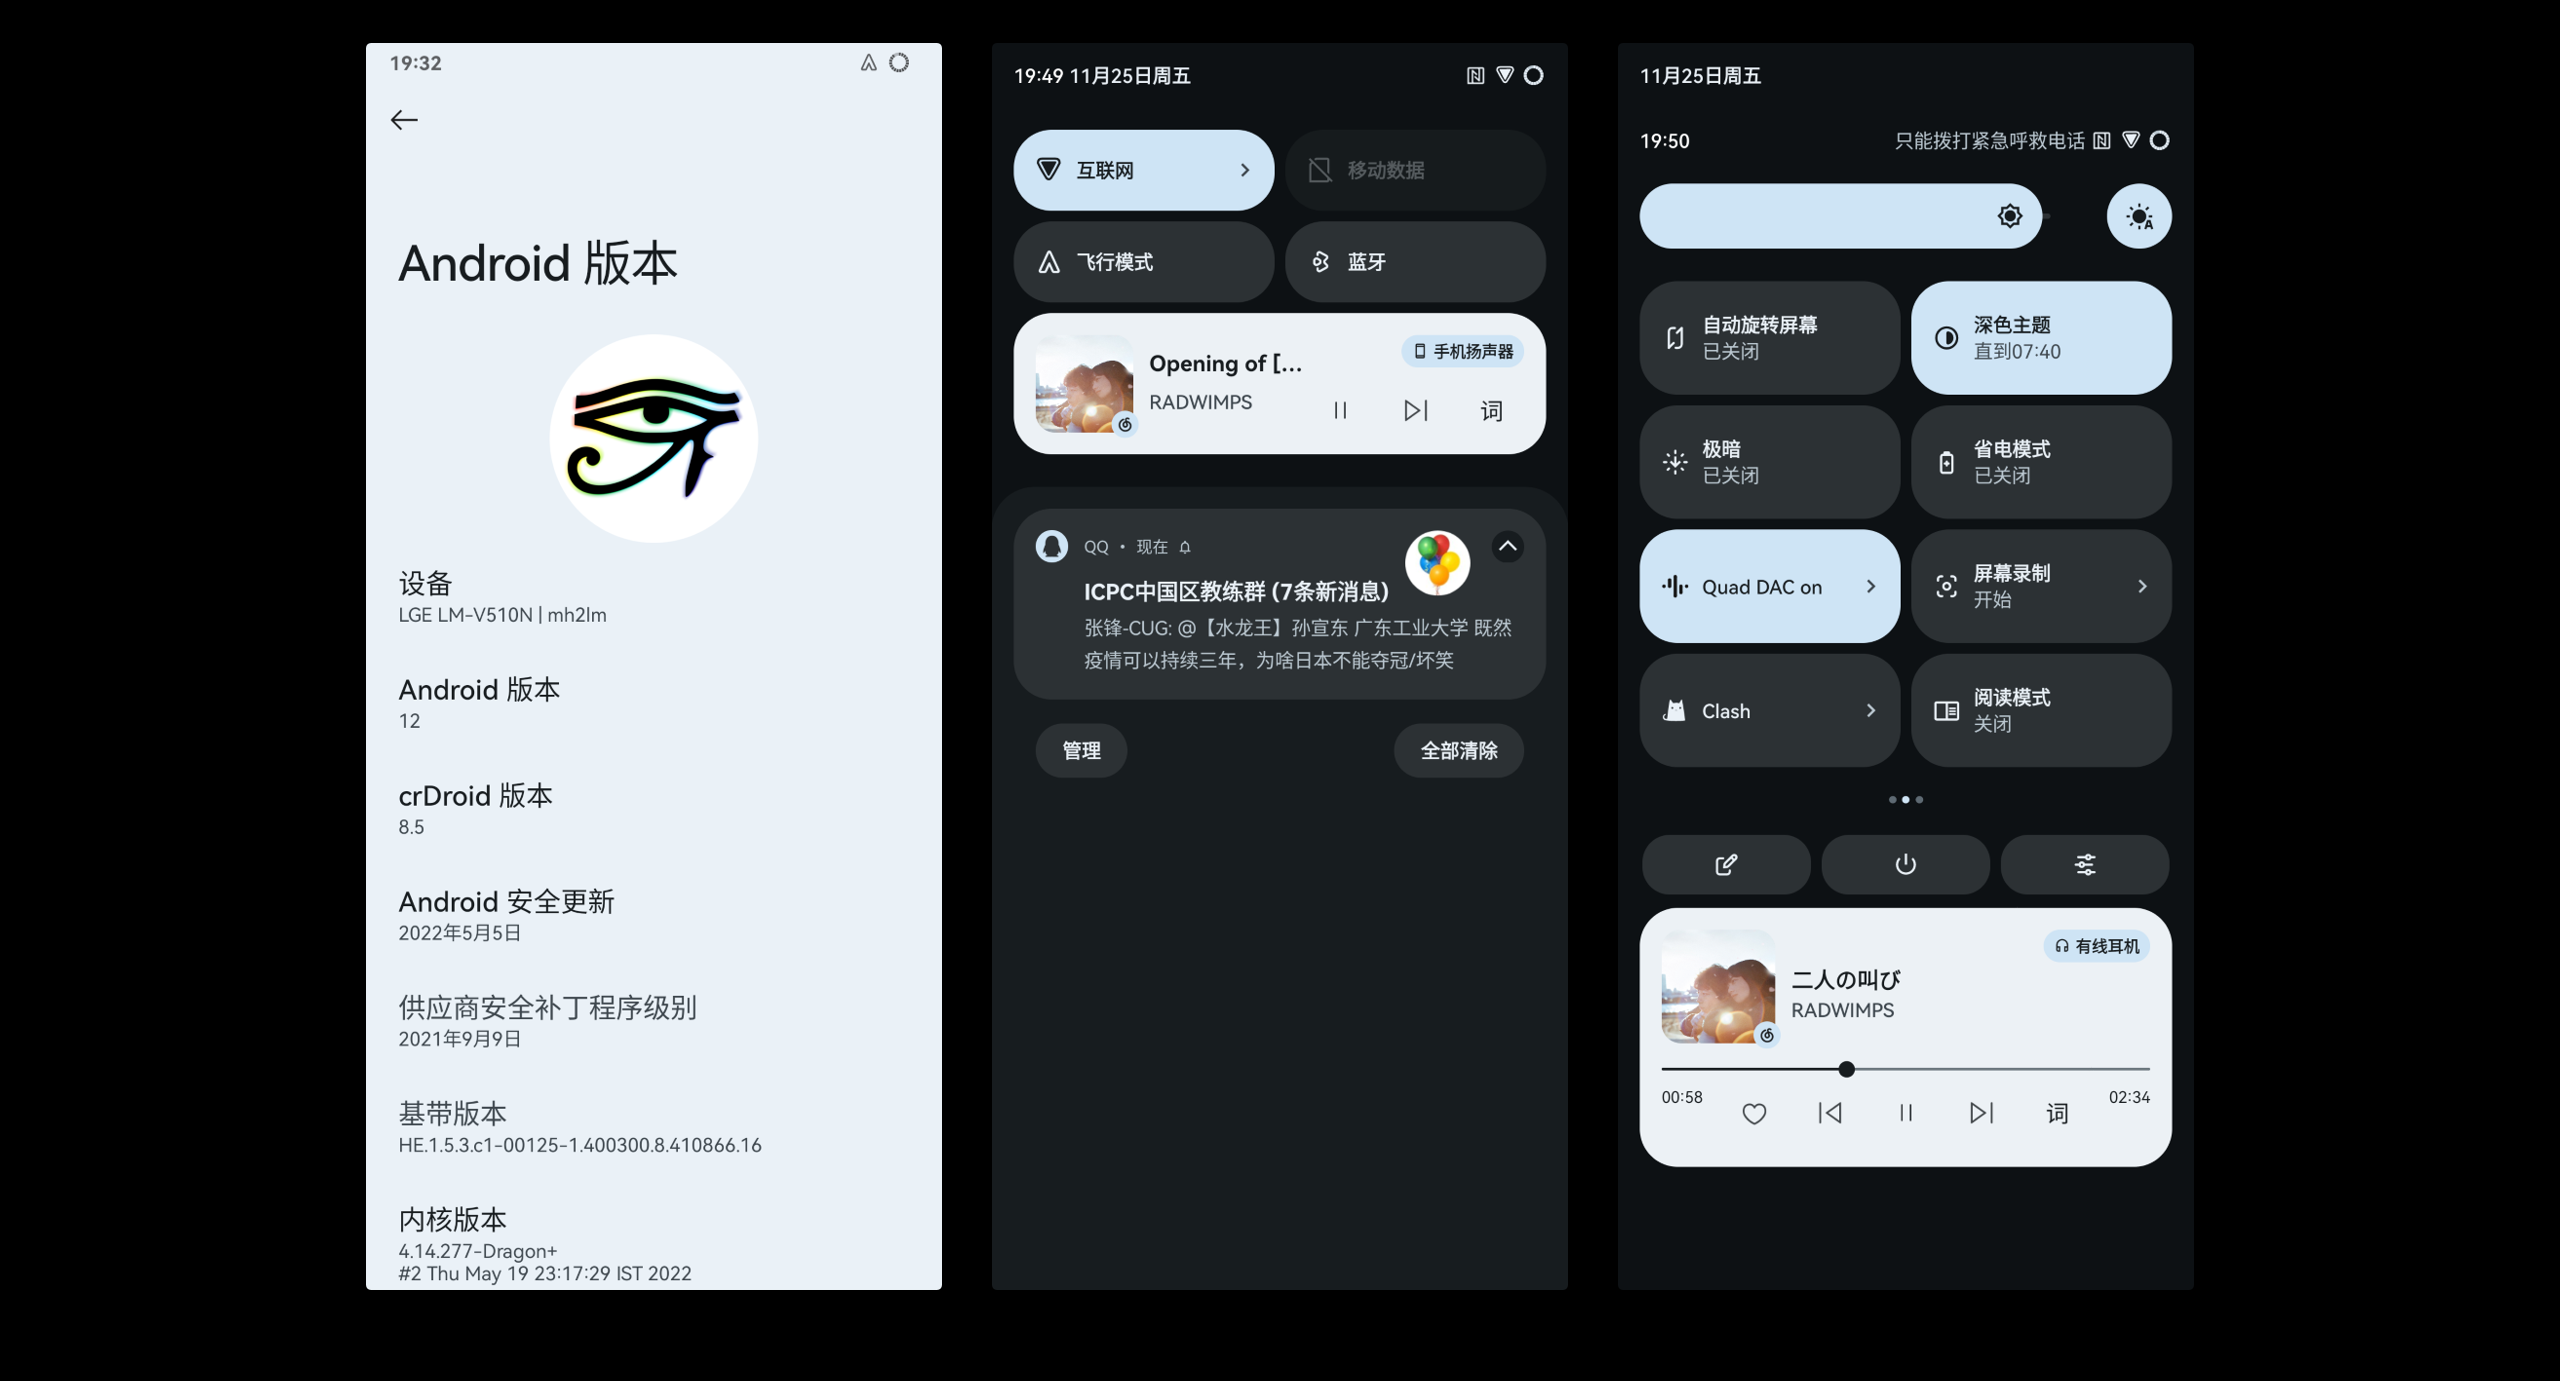 19:32
Android 版本
设备
LGE LM-V510N | mh2lm
Android 版本
12
crDroid 版本
8.5
Android 安全更新
2022年5月5日
供应商安全补丁程序级别
2021年9月9日
基带版本
HE.1.5.3.c1-00125-1.400300.8.410866.16
内核版本
4.14.277-Dragon+
#2 Thu May 19 23:17:29 IST 2022
19:49 11月25日周五
互联网
移动数据
飞行模式
蓝牙
手机扬声器
Opening of [...
RADWIMPS
词
QQ • 现在
ICPC中国区教练群 (7条新消息)
张锋-CUG: @【水龙王】孙宣东 广东工业大学 既然
疫情可以持续三年，为啥日本不能夺冠/坏笑
管理
全部清除
11月25日周五
19:50
只能拨打紧急呼救电话
自动旋转屏幕
已关闭
深色主题
直到07:40
极暗
已关闭
省电模式
已关闭
Quad DAC on
屏幕录制
开始
Clash
阅读模式
关闭
有线耳机
二人の叫び
RADWIMPS
00:58
02:34
词